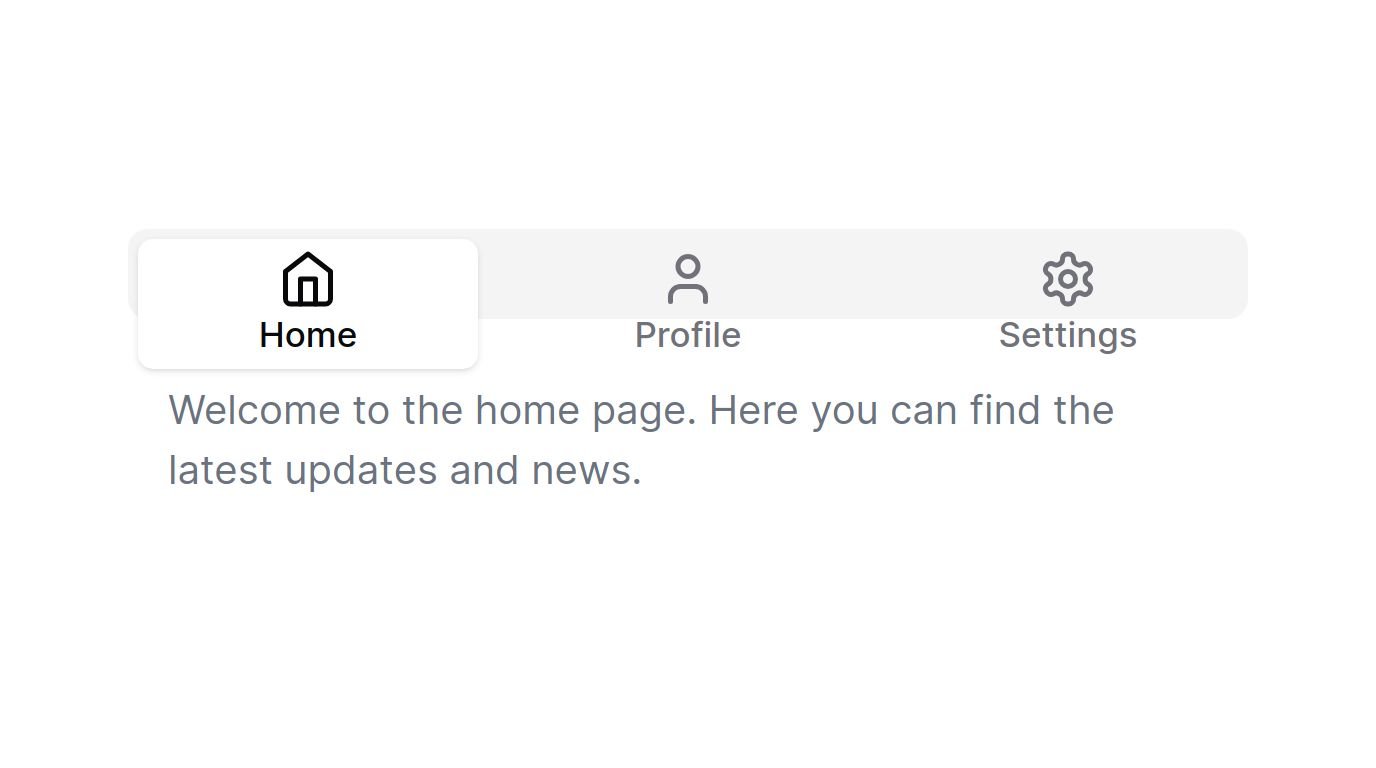 Home
Profile
Settings
Welcome to the home page. Here you can find the
latest updates and news.